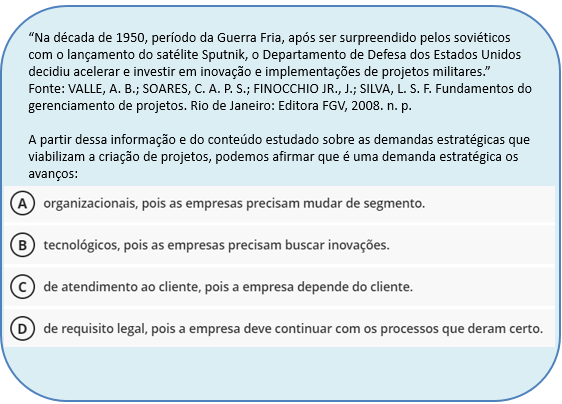 “Na década de 1950, período da Guerra Fria, após ser surpreendido pelos soviéticos
com o lançamento do satélite Sputnik, o Departamento de Defesa dos Estados Unidos
decidiu acelerar e investir em inovação e implementações de projetos militares.”
Fonte: VALLE, A. B.; SOARES, C. A. P. S.; FINOCCHIO JR., J.; SILVA, L. S. F. Fundamentos do
gerenciamento de projetos. Rio de Janeiro: Editora FGV, 2008. n. p.
A partir dessa informação e do conteúdo estudado sobre as demandas estratégicas que
viabilizam a criação de projetos, podemos afirmar que é uma demanda estratégica os
avanços:
A organizacionais, pois as empresas precisam mudar de segmento.
B tecnológicos, pois as empresas precisam buscar inovações.
C de atendimento ao cliente, pois a empresa depende do cliente.
D de requisito legal, pois a empresa deve continuar com os processos que deram certo.